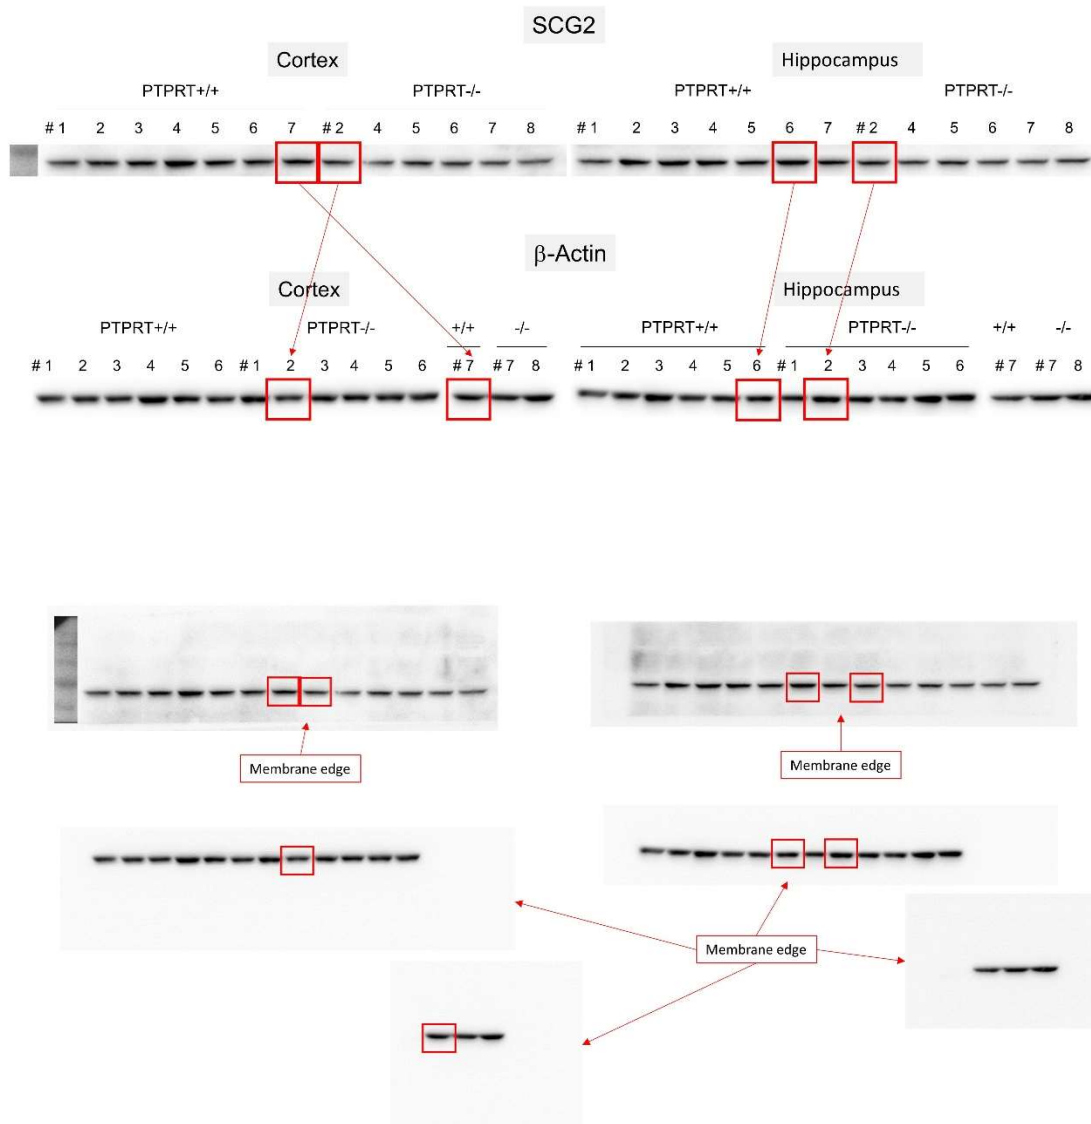 SCG2
Cortex Hippocampus
PTPRT+/+ PTPRT-/- PTPRT+/+ PTPRT-/-
# 1 2 3 4 5 6 7 # 2 4 5 6 7 8 # 1 2 3 4 5 6 7 # 2 4 5 6 7 8
β-Actin
Cortex Hippocampus
PTPRT+/+ PTPRT-/- +/+ -/- PTPRT+/+ PTPRT-/- +/+ -/-
# 1 2 3 4 5 6 # 1 2 3 4 5 6 # 7 # 7 8 # 1 2 3 4 5 6 # 1 2 3 4 5 6 # 7 # 7 8
Membrane edge Membrane edge
Membrane edge